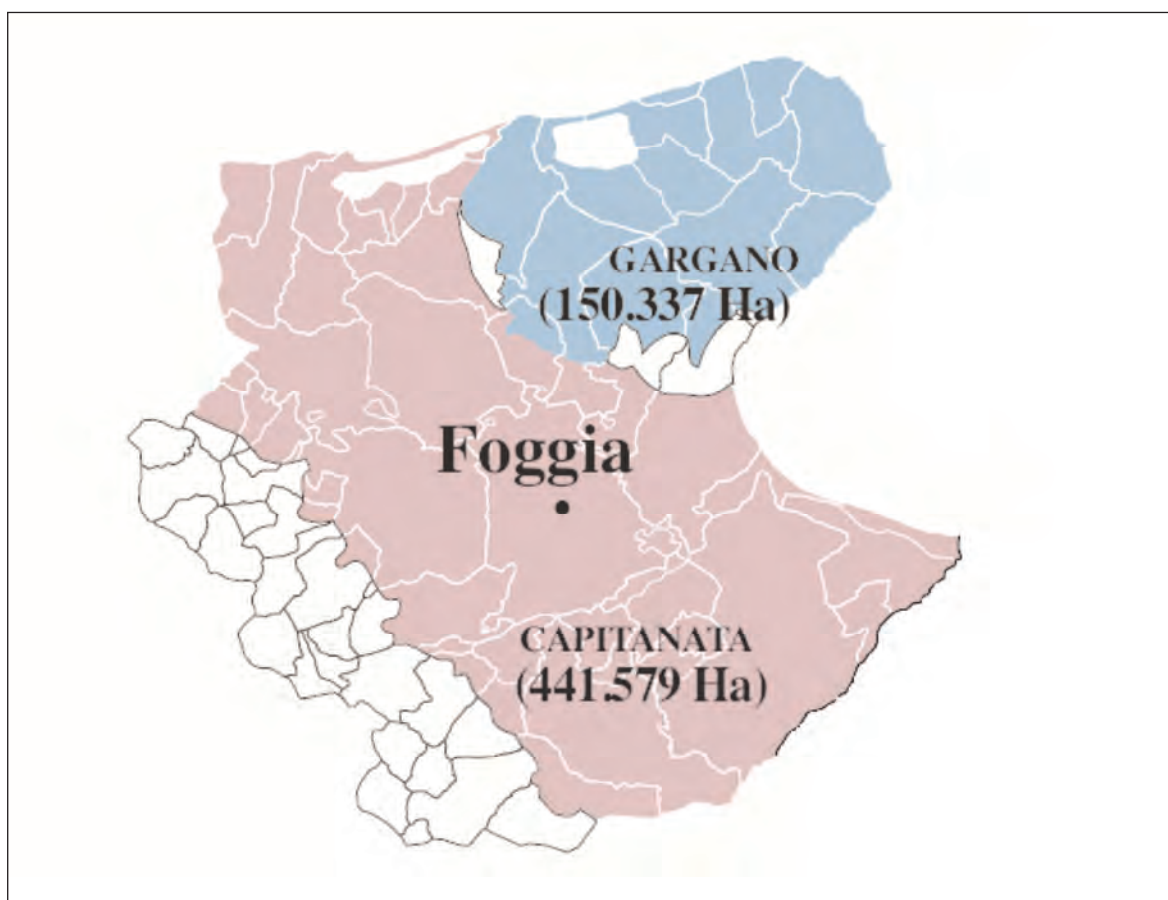 GARGANO
(150.337 Ha)
Foggia
CAPITANATA
(441.579 Ha)